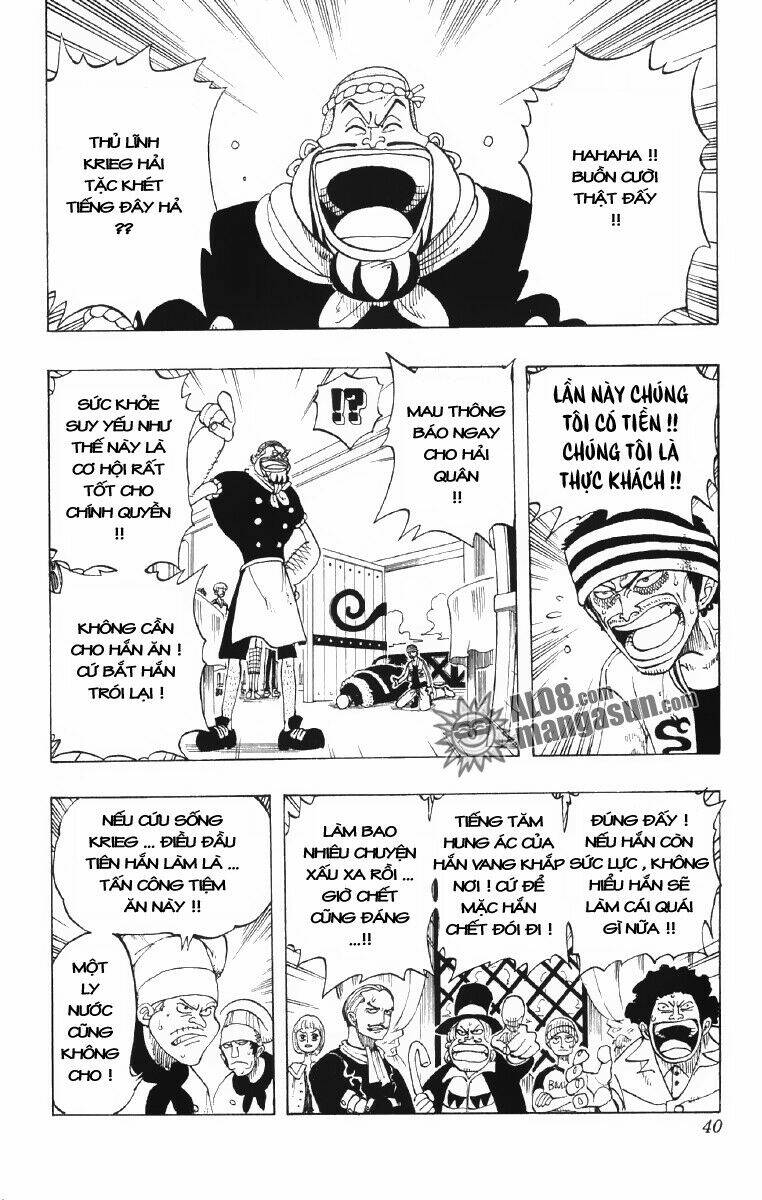 HAHAHA !!
BUỒN CƯỜI
THẬT ĐẤY
!!
THỦ LĨNH
KRIEG HẢI
TẶC KHÉT
TIẾNG ĐÂY HẢ
??
LẦN NÀY CHÚNG
TÔI CÓ TIỀN !!
CHÚNG TÔI LÀ
THỰC KHÁCH !!
!?
MAU THÔNG
BÁO NGAY
CHO HẢI
QUÂN
!!
SỨC KHỎE
SUY YẾU NHƯ
THẾ NÀY LÀ
CƠ HỘI RẤT
TỐT CHO
CHÍNH QUYỀN
!!
KHÔNG CẦN
CHO HẮN ĂN !
CỨ BẮT HẮN
TRÓI LẠI !
AL08.com
mangasun.com
ĐÚNG ĐẤY !
NẾU HẮN CÒN
SỨC LỰC , KHÔNG
HIỂU HẮN SẼ
LÀM CÁI QUÁI
GÌ NỮA !!
TIẾNG TĂM
HUNG ÁC CỦA
HẮN VANG KHẮP
NƠI ! CỨ ĐỂ
MẶC HẮN
CHẾT ĐÓI ĐI !
LÀM BAO
NHIÊU CHUYỆN
XẤU XA RỒI ...
GIỜ CHẾT
CŨNG ĐÁNG
...!!
NẾU CỨU SỐNG
KRIEG ... ĐIỀU ĐẦU
TIÊN HẮN LÀM LÀ ...
TẤN CÔNG TIỆM
ĂN NÀY !!
MỘT
LY
NƯỚC
CŨNG
KHÔNG
CHO !
40